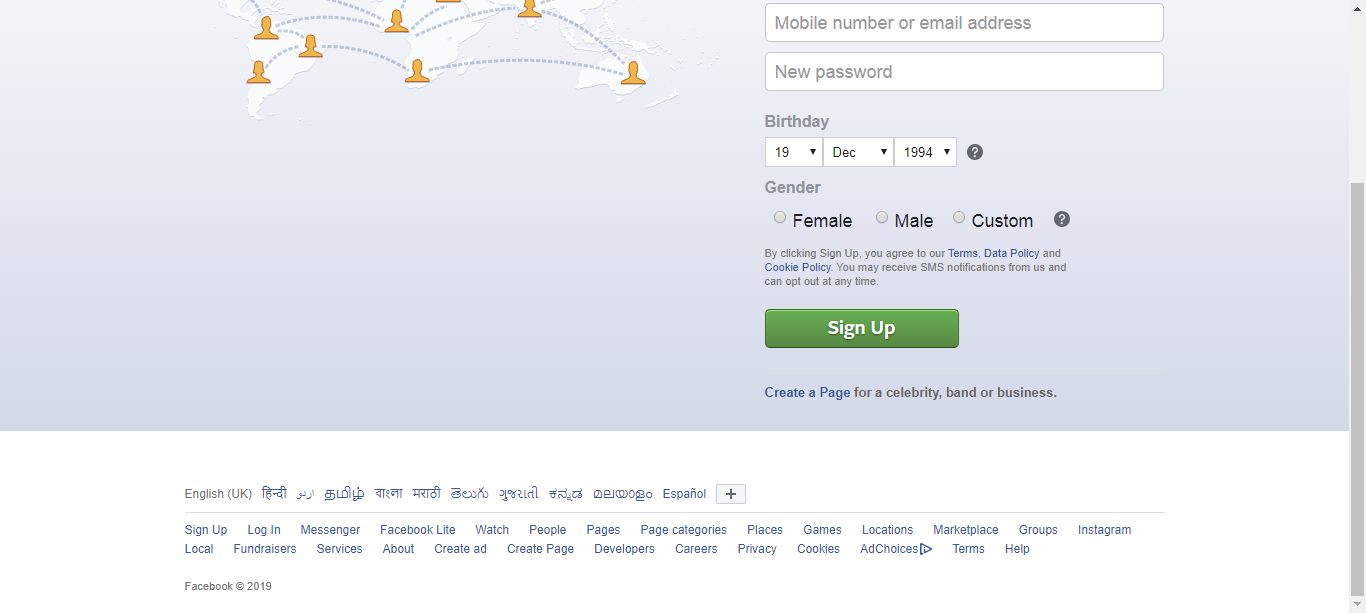 Mobile number or email address
New password
Birthday
19 Dec 1994
Gender
Female Male Custom
By clicking Sign Up, you agree to our Terms, Data Policy and
Cookie Policy. You may receive SMS notifications from us and
can opt out at any time.
Sign Up
Create a Page for a celebrity, band or business.
English (UK) हिन्दी اردو தமிழ் বাংলা मराठी తెలుగు ગુજરાતી ಕನ್ನಡ മലയാളം Español
Sign Up Log In Messenger Facebook Lite Watch People Pages Page categories Places Games Locations Marketplace Groups Instagram
Local Fundraisers Services About Create ad Create Page Developers Careers Privacy Cookies AdChoices Terms Help
Facebook © 2019